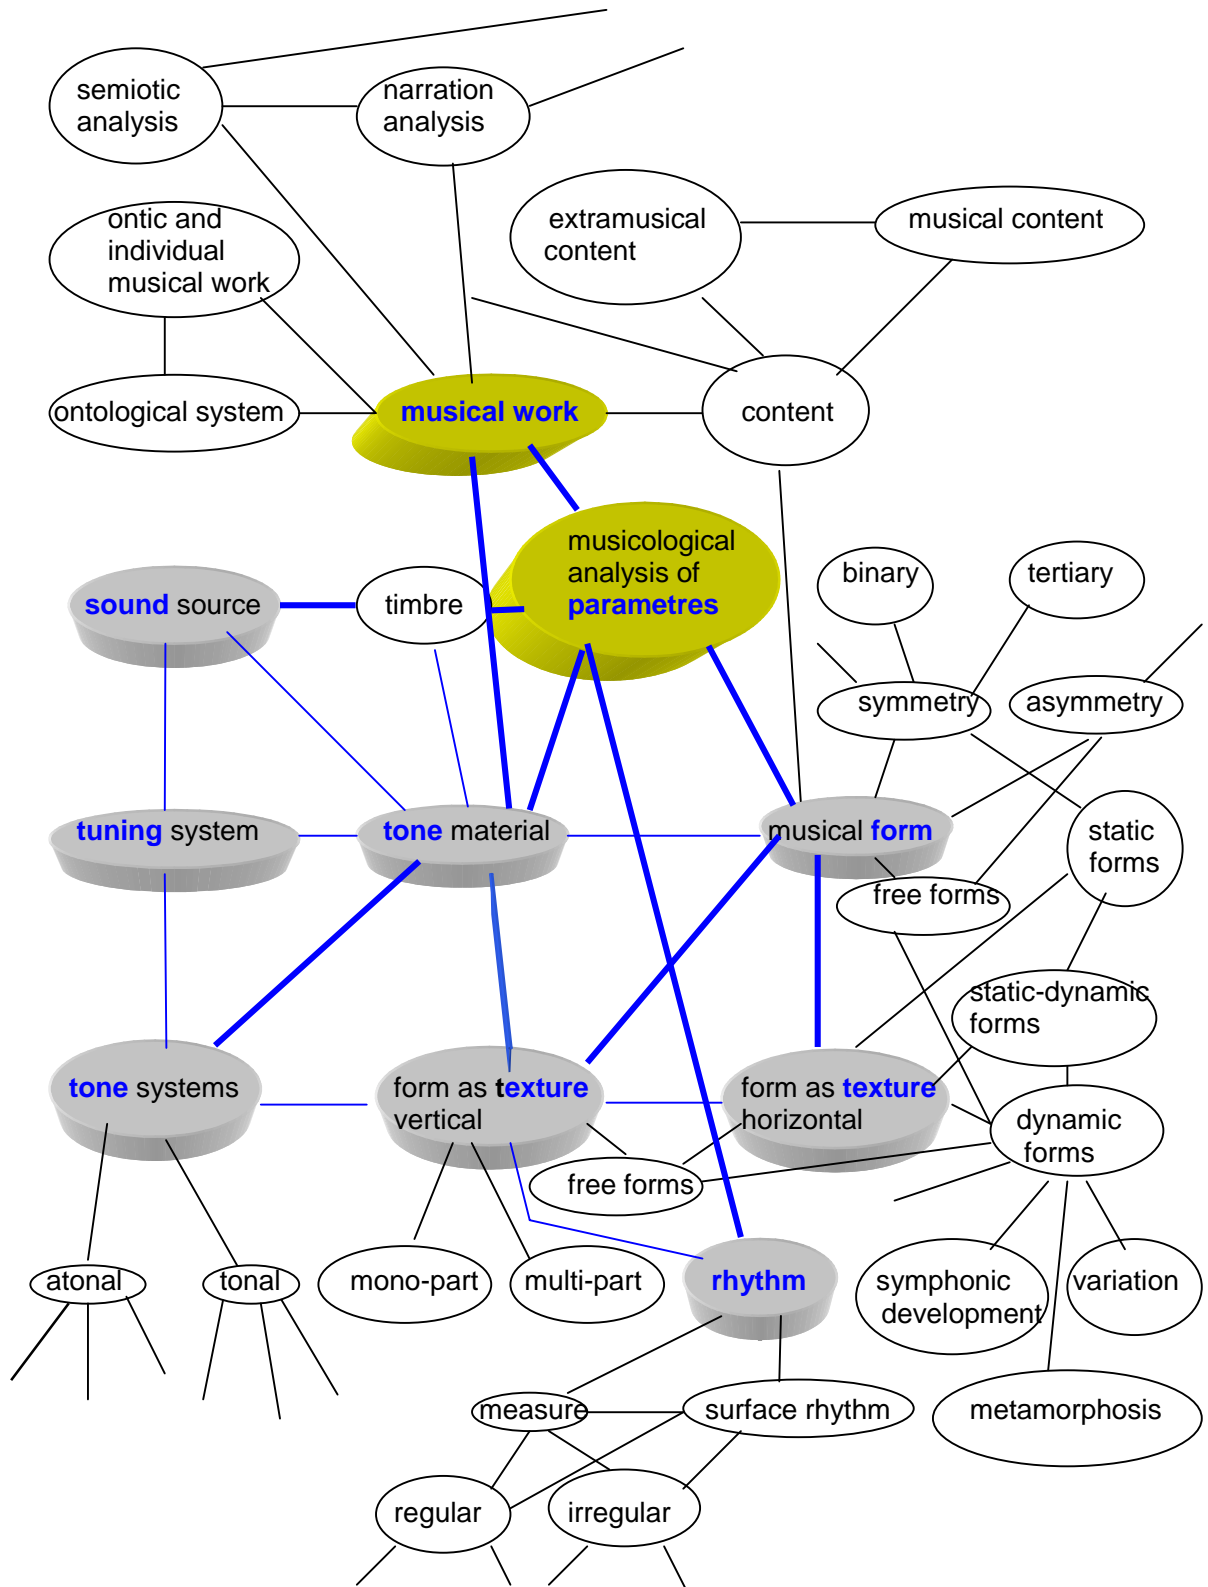 semiotic
analysis
narration
analysis
ontic and
individual
musical work
extramusical
content
musical content
ontological system
musical work
content
musicological
analysis of
parametres
binary
tertiary
sound source
timbre
symmetry
asymmetry
tuning system
tone material
musical form
static
forms
free forms
static-dynamic
forms
tone systems
form as texture
vertical
form as texture
horizontal
dynamic
forms
free forms
atonal
tonal
mono-part
multi-part
rhythm
symphonic
development
variation
measure
surface rhythm
metamorphosis
regular
irregular